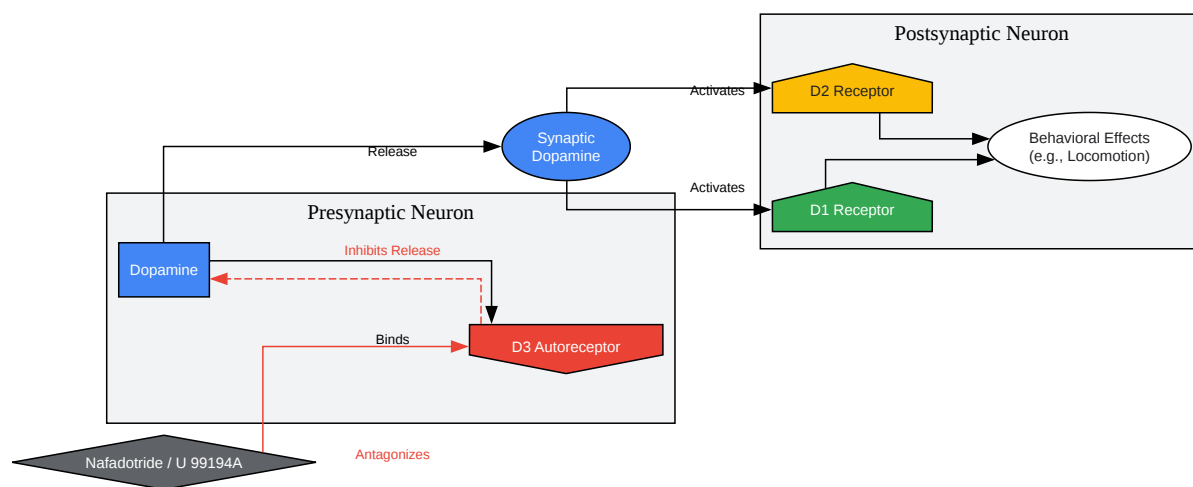 Postsynaptic Neuron
D2 Receptor
Activates
Synaptic
Dopamine
Behavioral Effects
(e.g., Locomotion)
Release
Activates
D1 Receptor
Presynaptic Neuron
Inhibits Release
Dopamine
Binds
D3 Autoreceptor
Nafadotride / U 99194A
Antagonizes